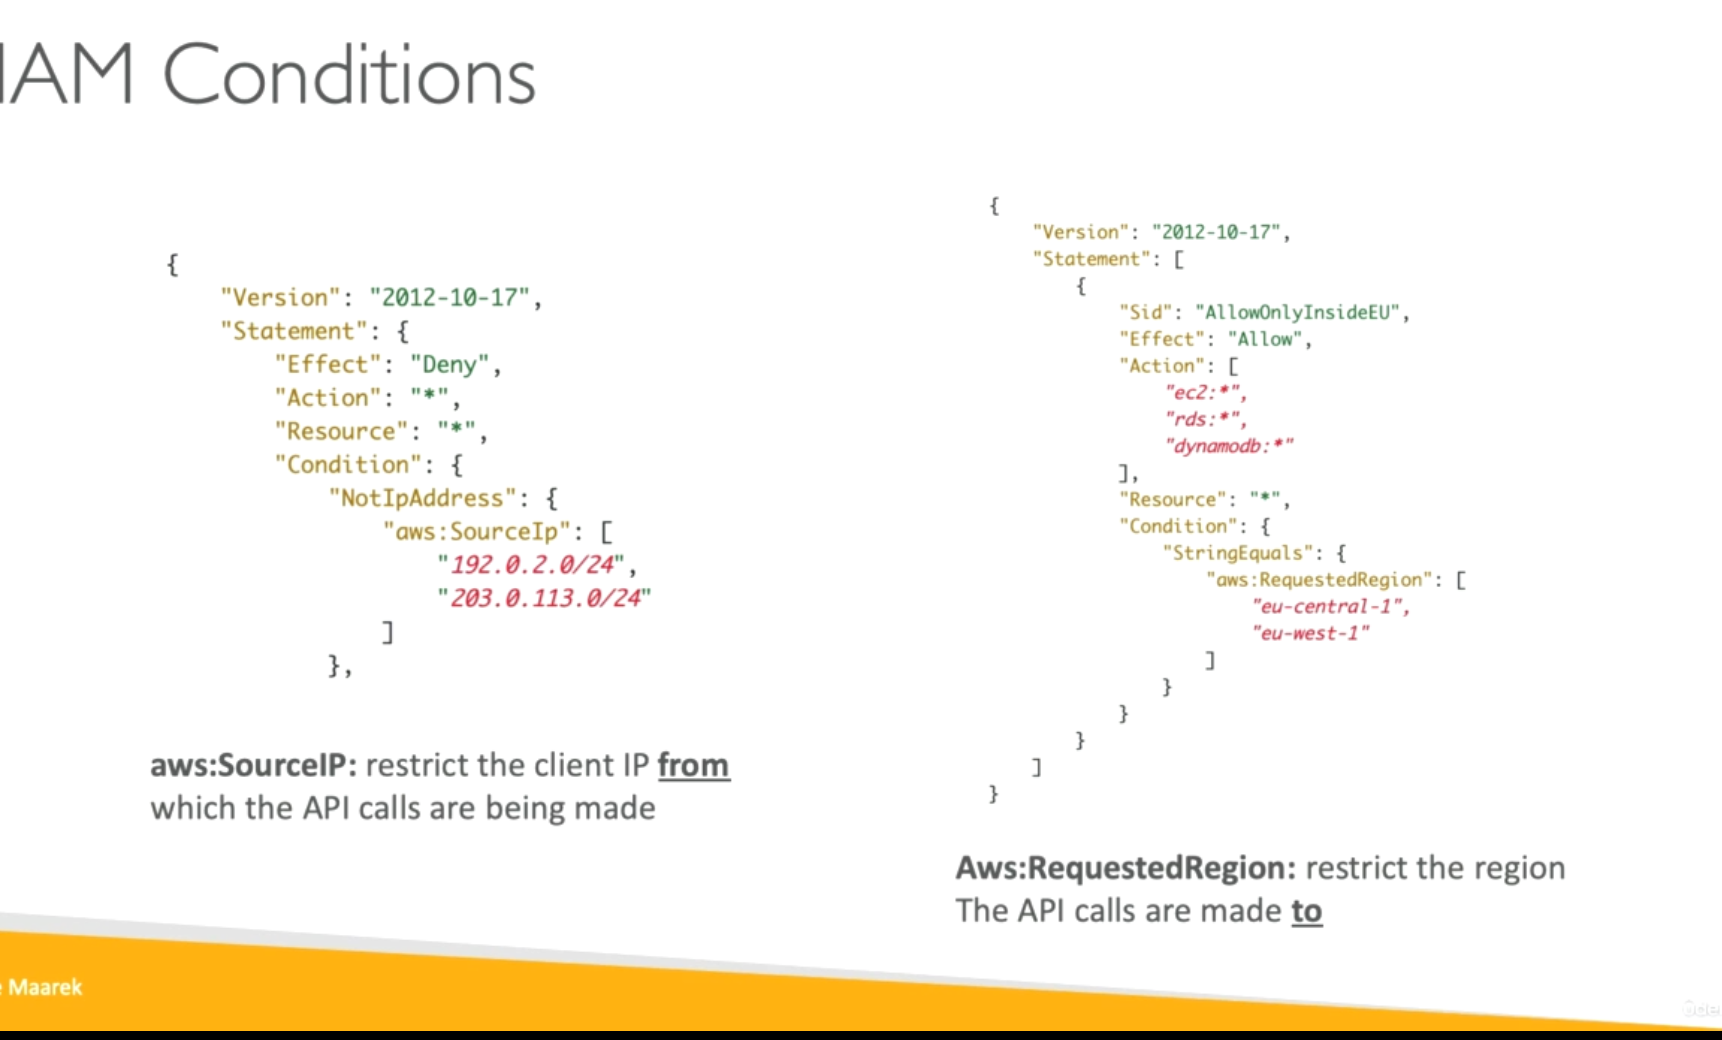 IAM Conditions
{
"Version": "2012-10-17",
"Statement": {
"Effect": "Deny",
"Action": "*",
"Resource": "*",
"Condition": {
"NotIpAddress": {
"aws:SourceIp": [
"192.0.2.0/24",
"203.0.113.0/24"
]
},
aws:SourceIP: restrict the client IP from
which the API calls are being made
{
"Version": "2012-10-17",
"Statement": [
{
"Sid": "AllowOnlyInsideEU",
"Effect": "Allow",
"Action": [
"ec2:*",
"rds:*",
"dynamodb:*"
],
"Resource": "*",
"Condition": {
"StringEquals": {
"aws:RequestedRegion": [
"eu-central-1",
"eu-west-1"
]
}
}
}
]
}
Aws:RequestedRegion: restrict the region
The API calls are made to
Maarek